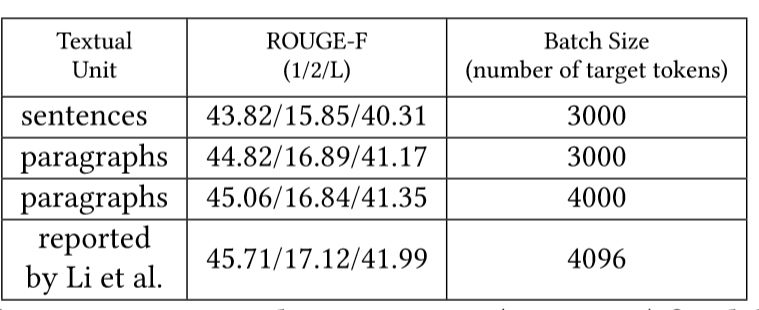 Textual Unit ROUGE-F (1/2/L) Batch Size (number of target tokens)
sentences 43.82/15.85/40.31 3000
paragraphs 44.82/16.89/41.17 3000
paragraphs 45.06/16.84/41.35 4000
reported by Li et al. 45.71/17.12/41.99 4096